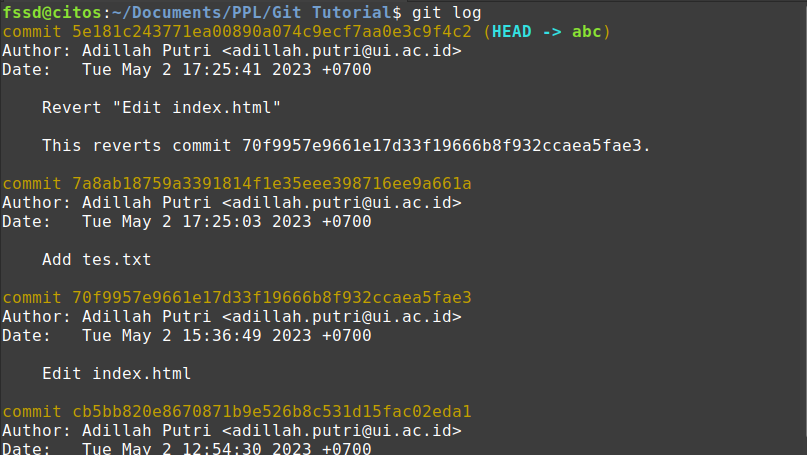 fssd@citos:~/Documents/PPL/Git Tutorial$ git log
commit 5e181c243771ea00890a074c9ecf7aa0e3c9f4c2 (HEAD -> abc)
Author: Adillah Putri <adillah.putri@ui.ac.id>
Date:   Tue May 2 17:25:41 2023 +0700
Revert "Edit index.html"
This reverts commit 70f9957e9661e17d33f19666b8f932ccaea5fae3.
commit 7a8ab18759a3391814f1e35eee398716ee9a661a
Author: Adillah Putri <adillah.putri@ui.ac.id>
Date:   Tue May 2 17:25:03 2023 +0700
Add tes.txt
commit 70f9957e9661e17d33f19666b8f932ccaea5fae3
Author: Adillah Putri <adillah.putri@ui.ac.id>
Date:   Tue May 2 15:36:49 2023 +0700
Edit index.html
commit cb5bb820e8670871b9e526b8c531d15fac02eda1
Author: Adillah Putri <adillah.putri@ui.ac.id>
Date:   Tue May 2 12:54:30 2023 +0700